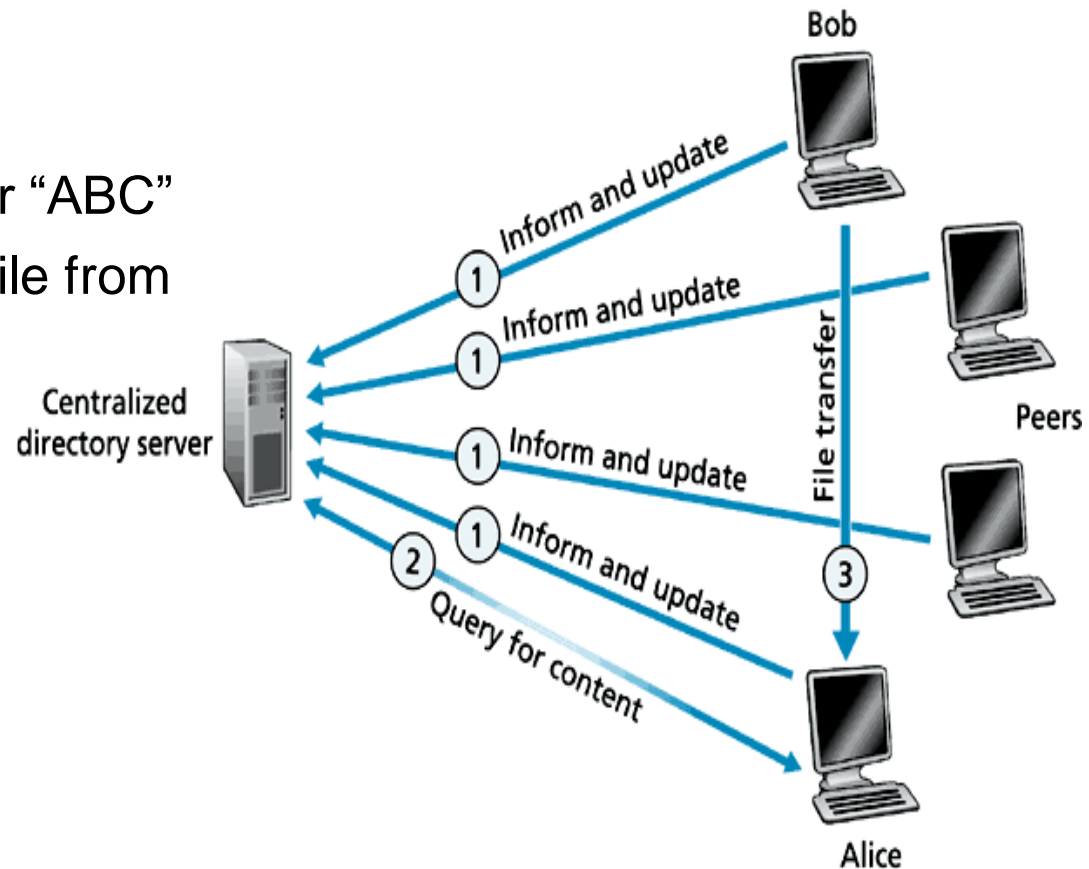 Bob
r “ABC”
ile from
Inform and update
1
Inform and update
1
Centralized
directory server
Peers
Inform and update
1
Inform and update
1
Query for content
2
File transfer
3
Alice